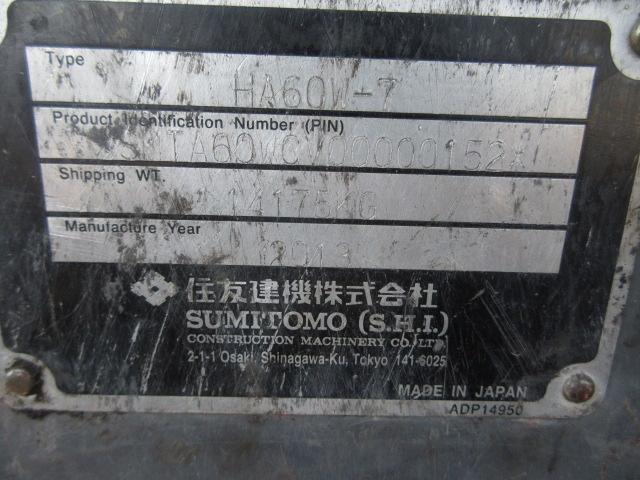 Type
HA60W-7
Product Identification Number (PIN)
Shipping WT.
14175KG
Manufacture Year
2013
住友建機株式会社
SUMITOMO (S.H.I.)
CONSTRUCTION MACHINERY CO., LTD.
2-1-1 Osaki, Shinagawa-Ku, Tokyo 141-6025
MADE IN JAPAN
ADP14950